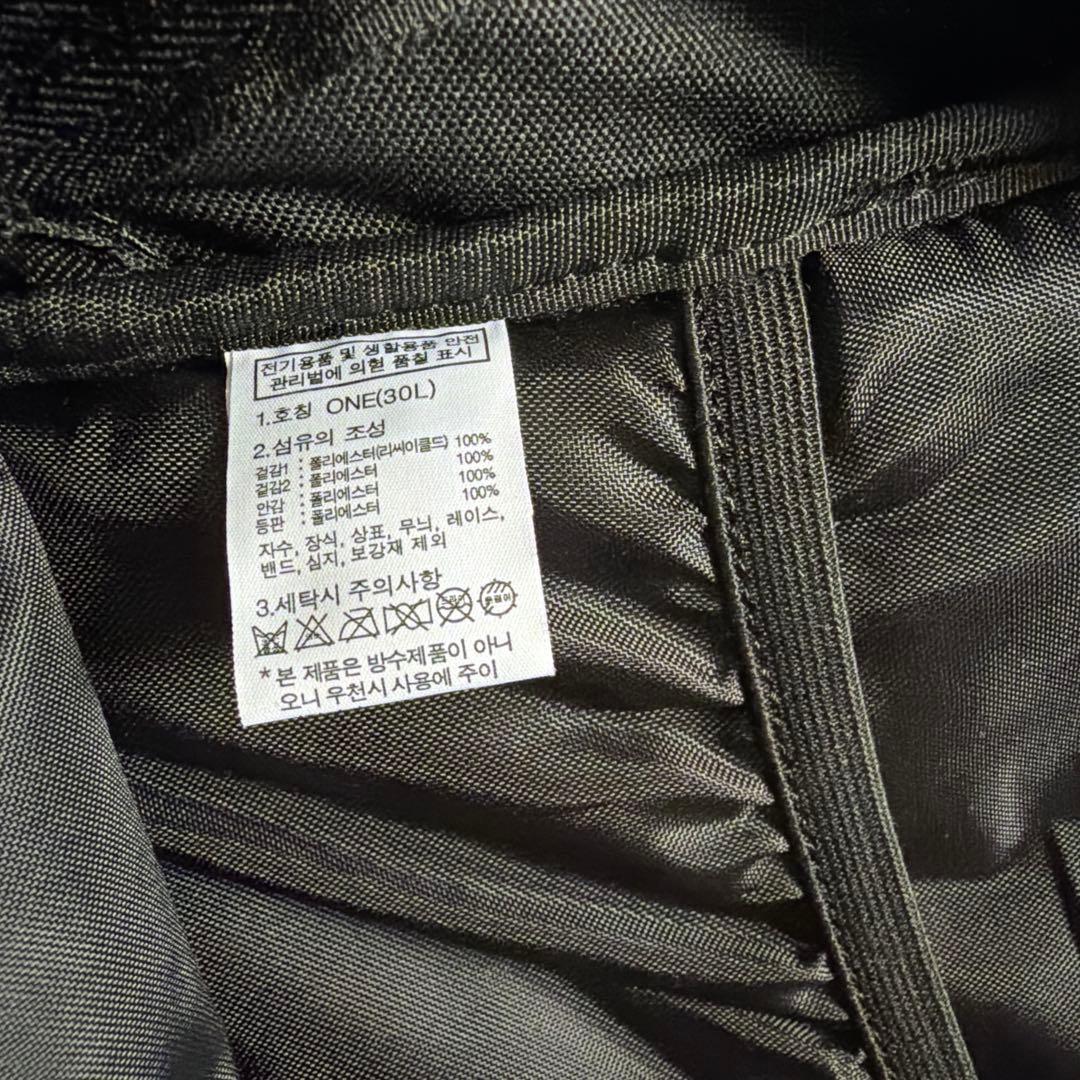 전기용품 및 생활용품 안전
관리법에 의한 품질 표시
1.호칭 ONE(30L)
2.섬유의 조성
겉감1 : 폴리에스터(리싸이클드) 100%
겉감2 : 폴리에스터 100%
안감 : 폴리에스터 100%
등판 : 폴리에스터 100%
자수, 장식, 상표, 무늬, 레이스,
밴드, 심지, 보강재 제외
3.세탁시 주의사항
*본 제품은 방수제품이 아니
오니 우천시 사용에 주이